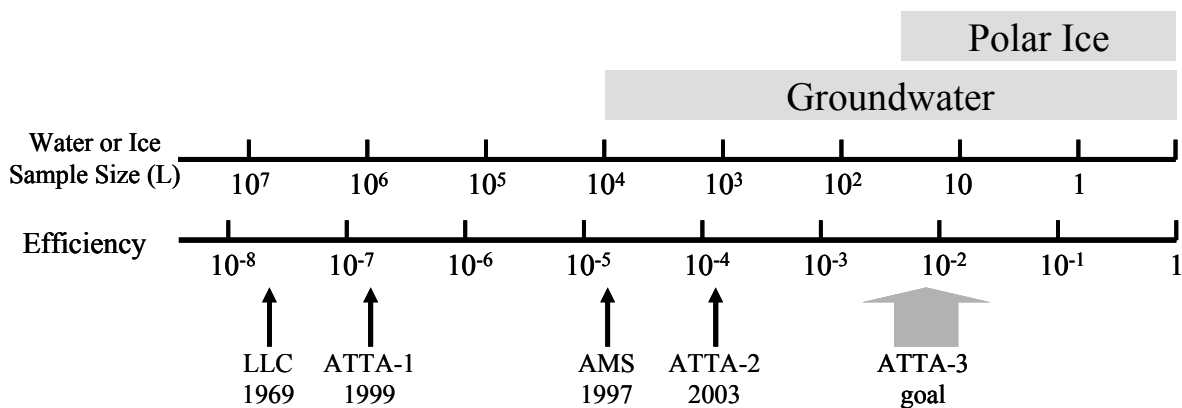 Polar Ice
Groundwater
Water or Ice
Sample Size (L)
10⁷ 10⁶ 10⁵ 10⁴ 10³ 10² 10 1
Efficiency
10⁻⁸ 10⁻⁷ 10⁻⁶ 10⁻⁵ 10⁻⁴ 10⁻³ 10⁻² 10⁻¹ 1
LLC ATTA-1 AMS ATTA-2 ATTA-3
1969 1999 1997 2003 goal